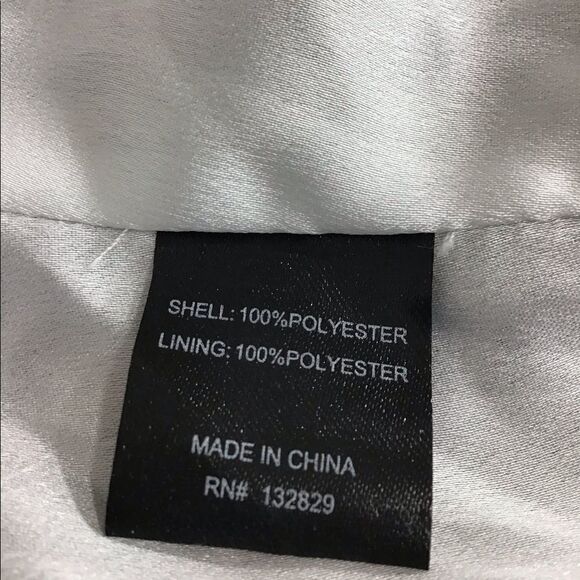 SHELL: 100%POLYESTER
LINING: 100%POLYESTER
MADE IN CHINA
RN# 132829